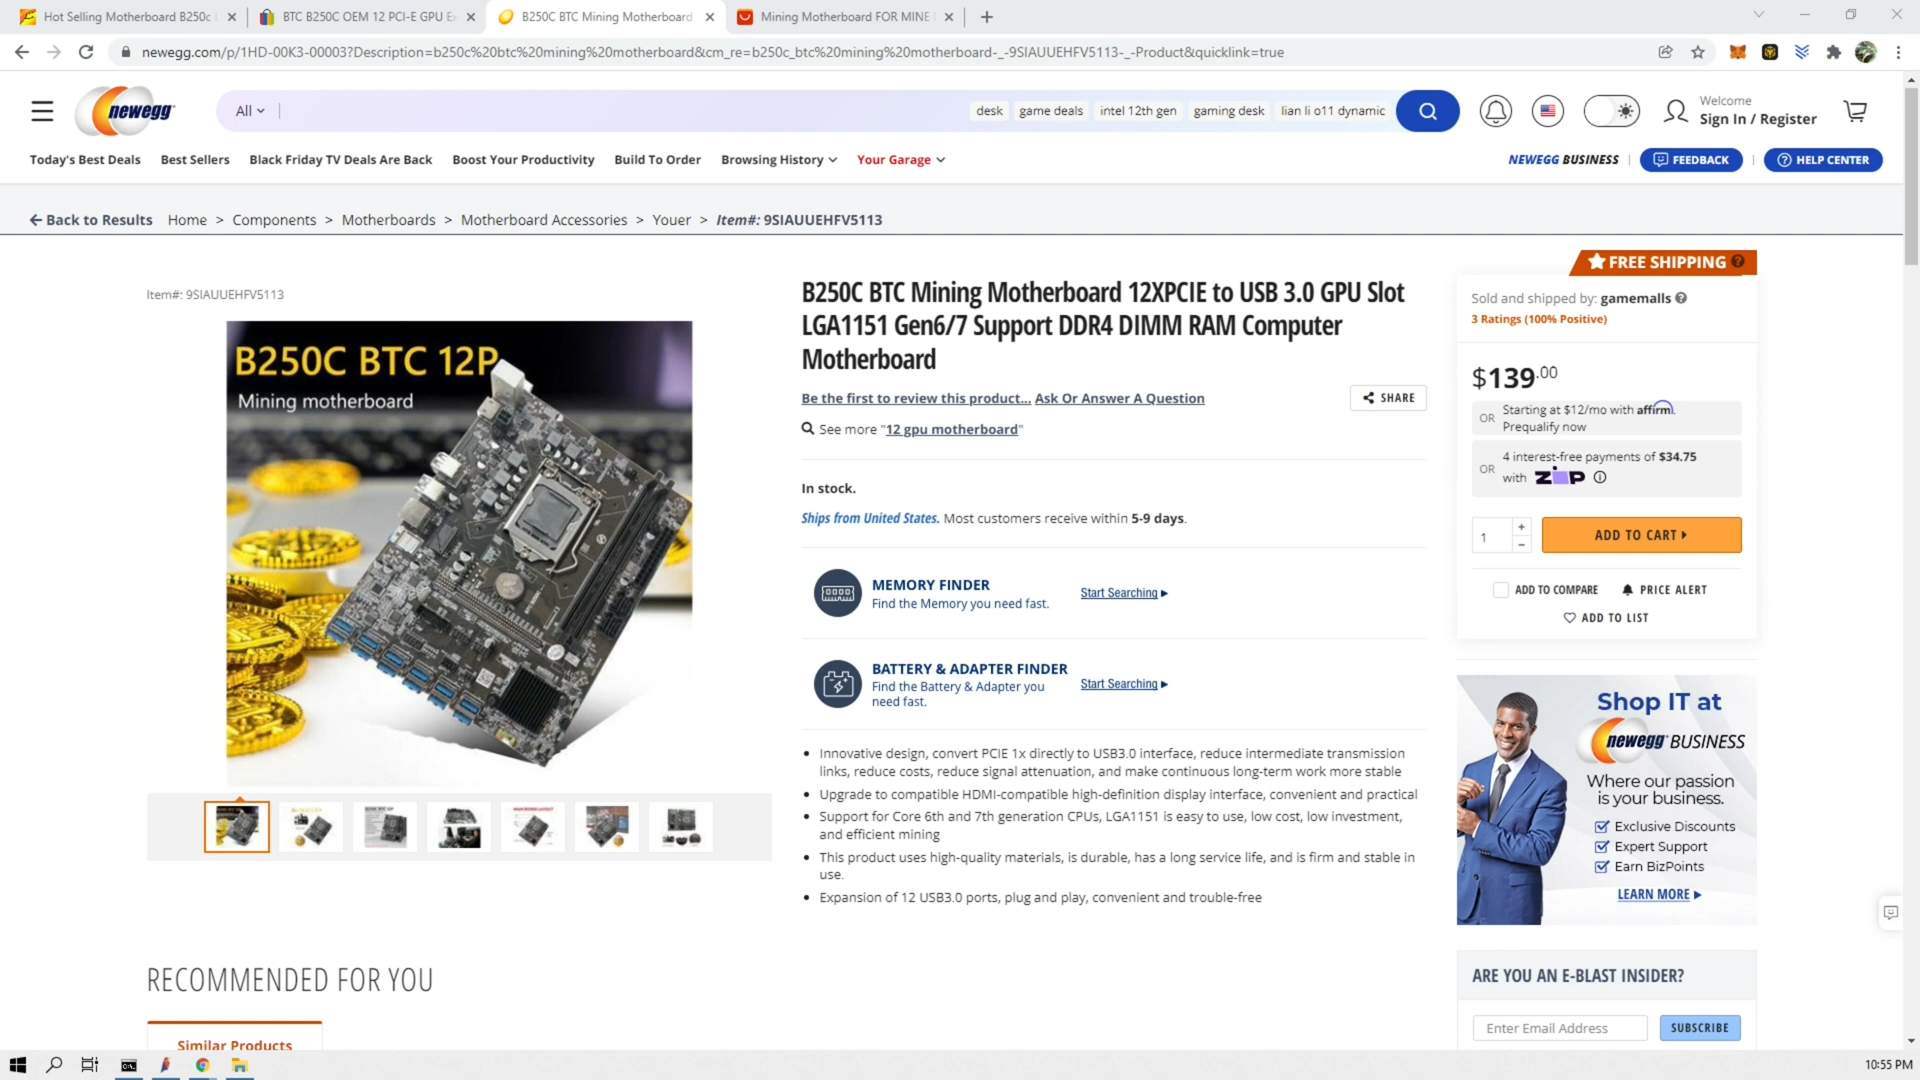 Hot Selling Motherboard B250c
BTC B250C OEM 12 PCI-E GPU E
B250C BTC Mining Motherboard
Mining Motherboard FOR MINE
newegg.com/p/1HD-00K3-00003?Description=b250c%20btc%20mining%20motherboard&cm_re=b250c_btc%20mining%20motherboard-_-9SIAUUEHFV5113-_-Product&quicklink=true
newegg
All
desk
game deals
intel 12th gen
gaming desk
lian li o11 dynamic
Welcome
Sign In / Register
Today's Best Deals
Best Sellers
Black Friday TV Deals Are Back
Boost Your Productivity
Build To Order
Browsing History
Your Garage
NEWEGG BUSINESS
FEEDBACK
HELP CENTER
Back to Results
Home > Components > Motherboards > Motherboard Accessories > Youer > Item#: 9SIAUUEHFV5113
Item#: 9SIAUUEHFV5113
B250C BTC 12P
Mining motherboard
B250C BTC Mining Motherboard 12XPCIE to USB 3.0 GPU Slot
LGA1151 Gen6/7 Support DDR4 DIMM RAM Computer
Motherboard
Be the first to review this product... Ask Or Answer A Question
SHARE
See more "12 gpu motherboard"
In stock.
Ships from United States. Most customers receive within 5-9 days.
MEMORY FINDER
Find the Memory you need fast.
Start Searching
BATTERY & ADAPTER FINDER
Find the Battery & Adapter you
need fast.
Start Searching
Innovative design, convert PCIE 1x directly to USB3.0 interface, reduce intermediate transmission
links, reduce costs, reduce signal attenuation, and make continuous long-term work more stable
Upgrade to compatible HDMI-compatible high-definition display interface, convenient and practical
Support for Core 6th and 7th generation CPUs, LGA1151 is easy to use, low cost, low investment,
and efficient mining
This product uses high-quality materials, is durable, has a long service life, and is firm and stable in
use.
Expansion of 12 USB3.0 ports, plug and play, convenient and trouble-free
FREE SHIPPING
Sold and shipped by: gamemalls
3 Ratings (100% Positive)
$139.00
OR
Starting at $12/mo with affirm.
Prequalify now
OR
4 interest-free payments of $34.75
with ZIP
1
ADD TO CART
ADD TO COMPARE
PRICE ALERT
ADD TO LIST
Shop IT at
newegg BUSINESS
Where our passion
is your business.
Exclusive Discounts
Expert Support
Earn BizPoints
LEARN MORE
ARE YOU AN E-BLAST INSIDER?
Enter Email Address
SUBSCRIBE
RECOMMENDED FOR YOU
Similar Products
10:55 PM